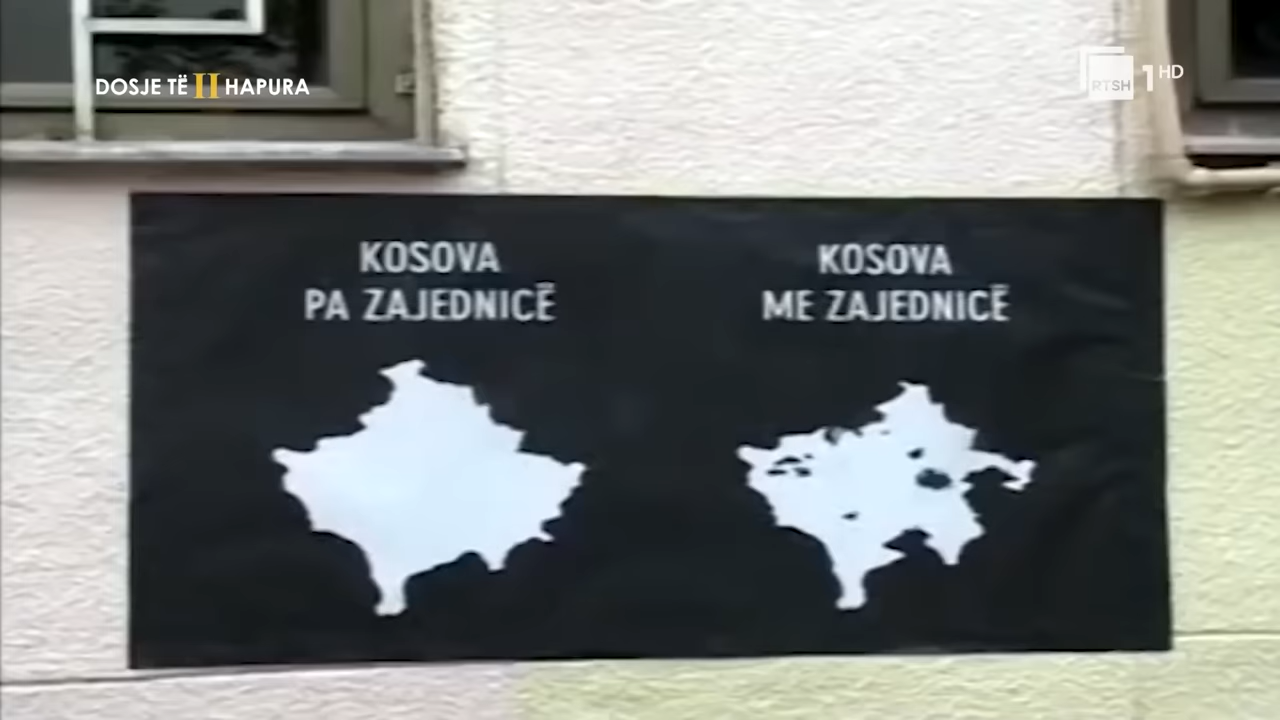 DOSJE TË II HAPURA
RTSH 1 HD
KOSOVA
PA ZAJEDNICË
KOSOVA
ME ZAJEDNICË